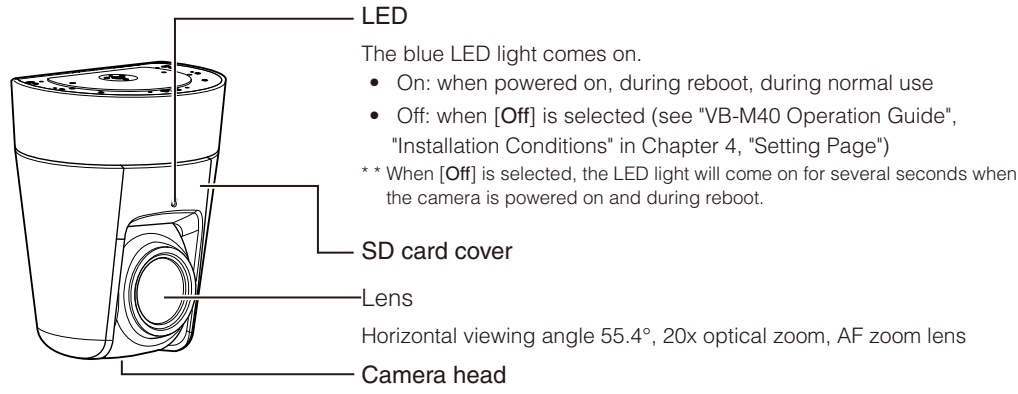 LED
The blue LED light comes on.
• On: when powered on, during reboot, during normal use
• Off: when [Off] is selected (see "VB-M40 Operation Guide",
"Installation Conditions" in Chapter 4, "Setting Page")
* * When [Off] is selected, the LED light will come on for several seconds when
the camera is powered on and during reboot.
SD card cover
Lens
Horizontal viewing angle 55.4°, 20x optical zoom, AF zoom lens
Camera head